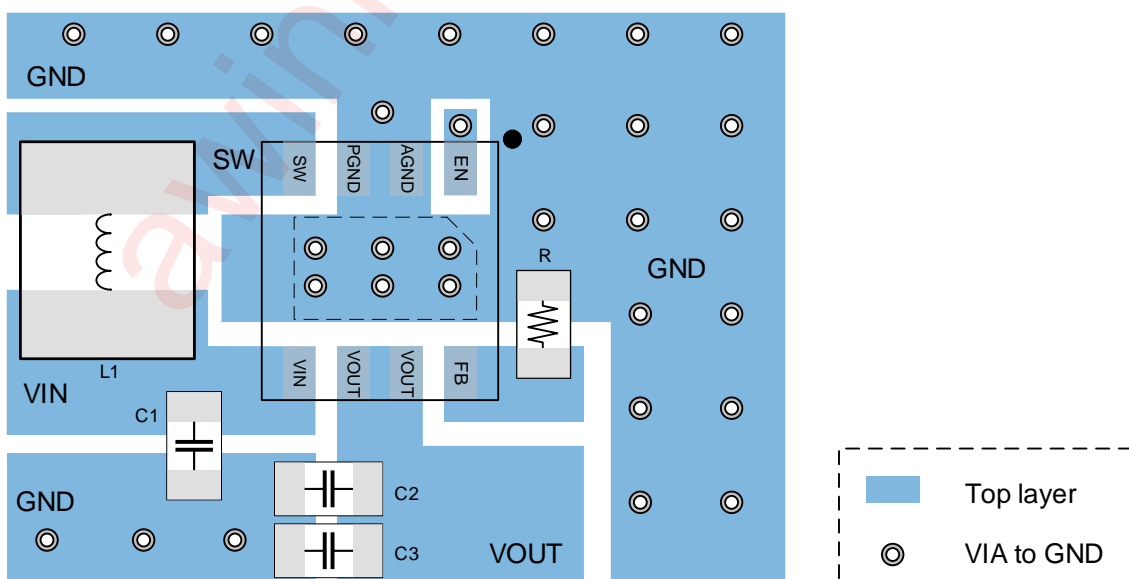 GND
SW
SW
PGND
AGND
EN
R
GND
L1
VIN
VIN
VOUT
VOUT
FB
C1
GND
C2
C3
VOUT
Top layer
VIA to GND